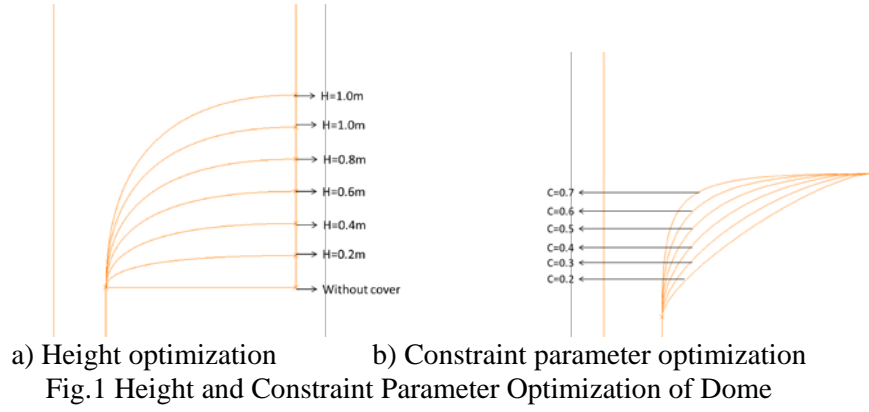 H=1.0m
H=1.0m
H=0.8m
H=0.6m
H=0.4m
H=0.2m
Without cover
C=0.7
C=0.6
C=0.5
C=0.4
C=0.3
C=0.2
a) Height optimization
b) Constraint parameter optimization
Fig.1 Height and Constraint Parameter Optimization of Dome